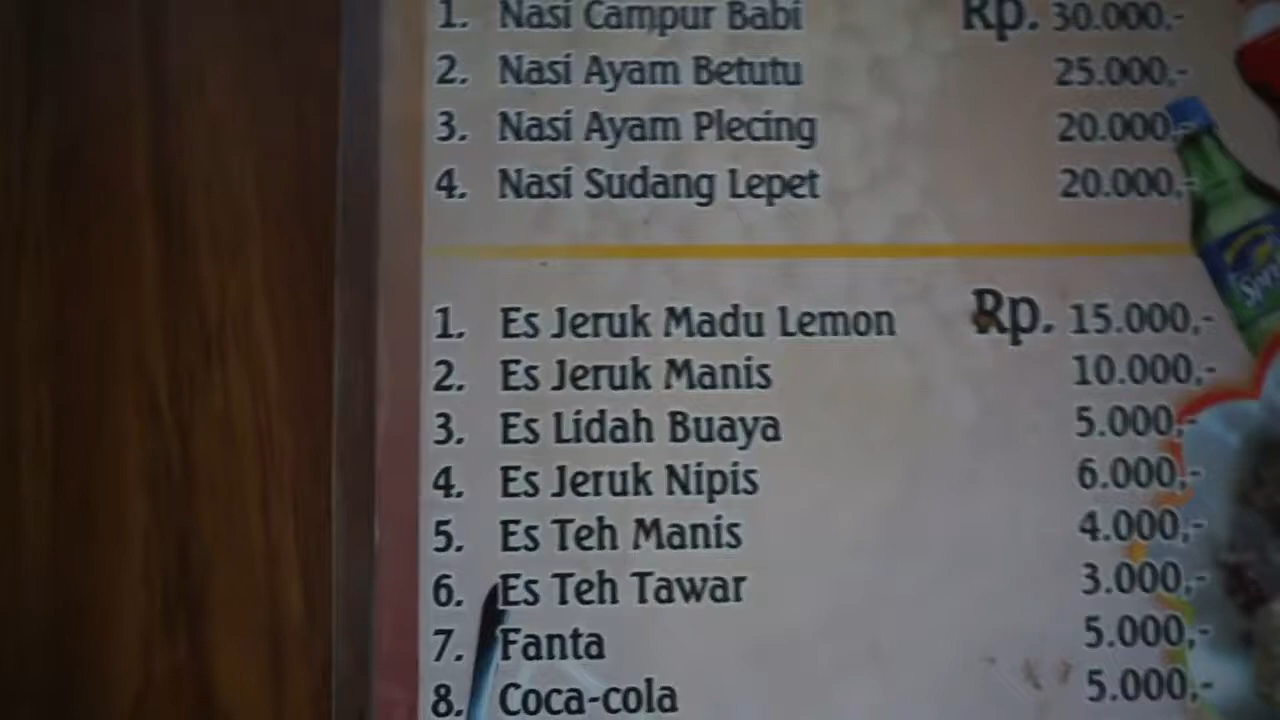 1. Nasi Campur Babi Rp. 30.000,-
2. Nasi Ayam Betutu 25.000,-
3. Nasi Ayam Plecing 20.000,-
4. Nasi Sudang Lepet 20.000,-
1. Es Jeruk Madu Lemon Rp. 15.000,-
2. Es Jeruk Manis 10.000,-
3. Es Lidah Buaya 5.000,-
4. Es Jeruk Nipis 6.000,-
5. Es Teh Manis 4.000,-
6. Es Teh Tawar 3.000,-
7. Fanta 5.000,-
8. Coca-cola 5.000,-